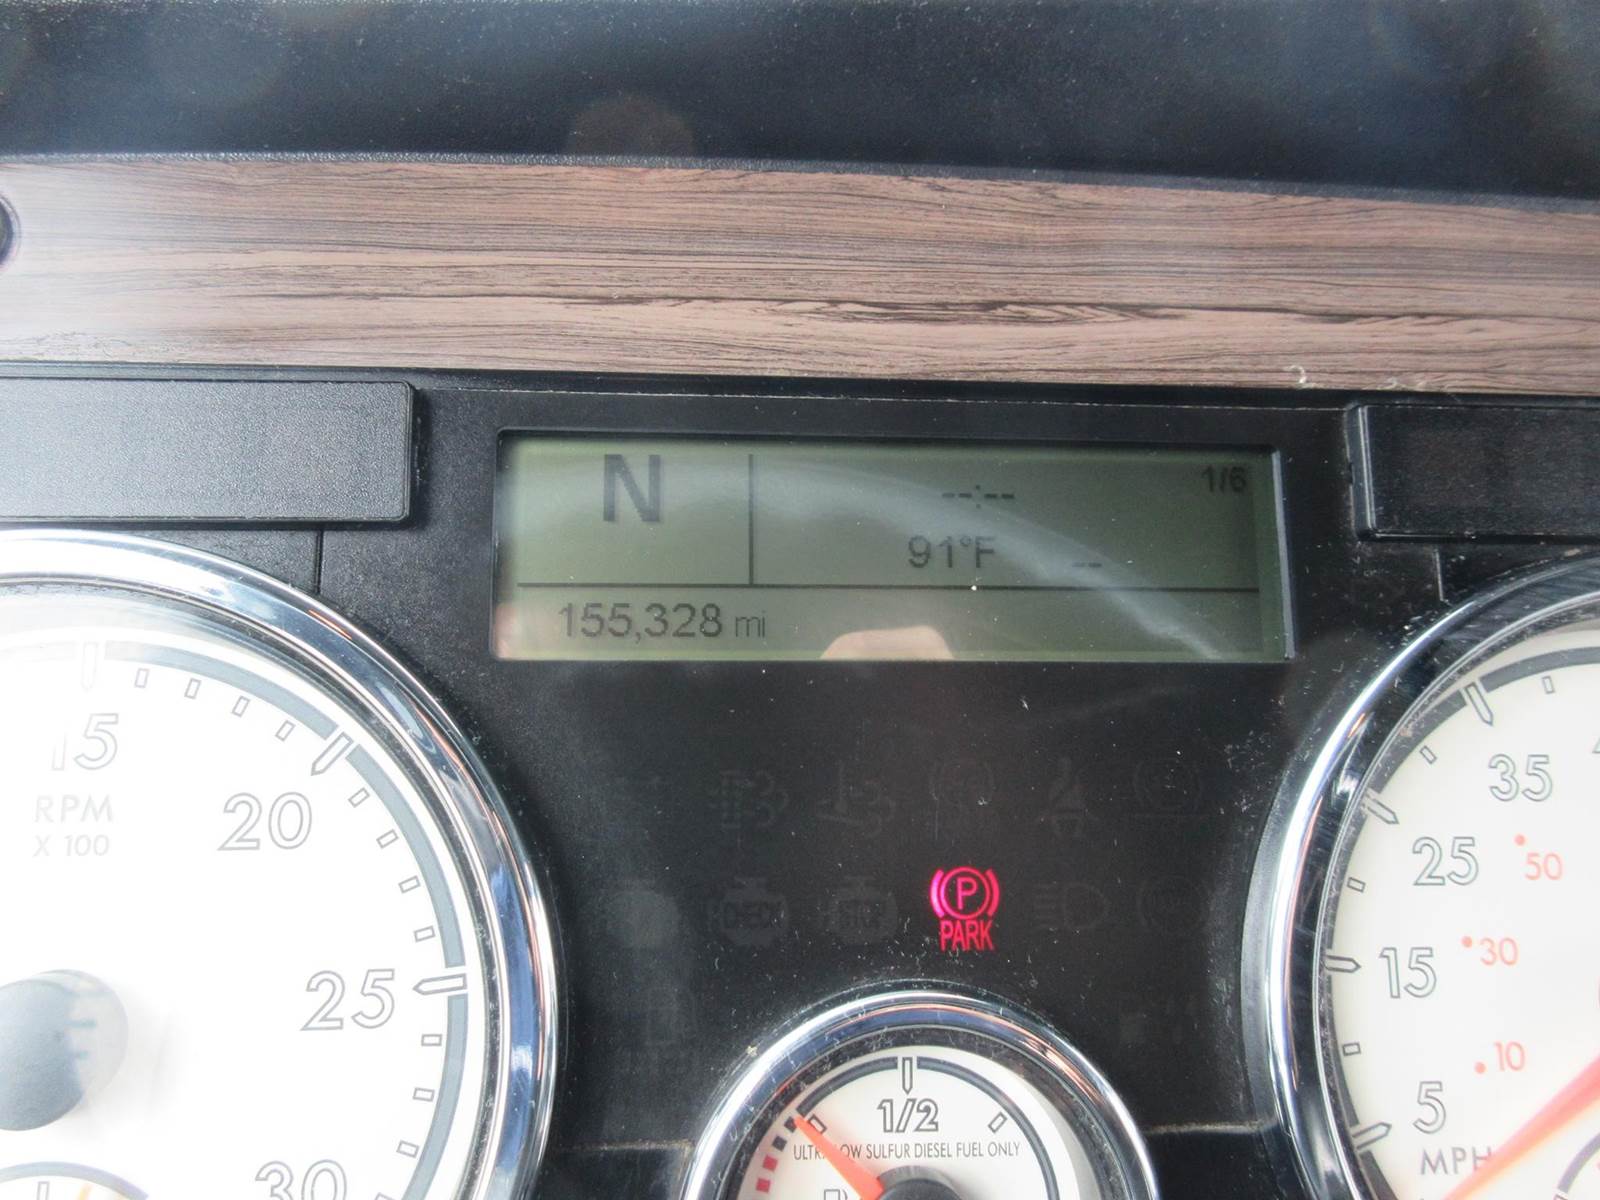 N
--:--
1/6
91°F --
155,328 mi
15
RPM
X 100
20
25
30
P
PARK
35
25
50
15
30
10
5
MPH
1/2
ULTRA LOW SULFUR DIESEL FUEL ONLY